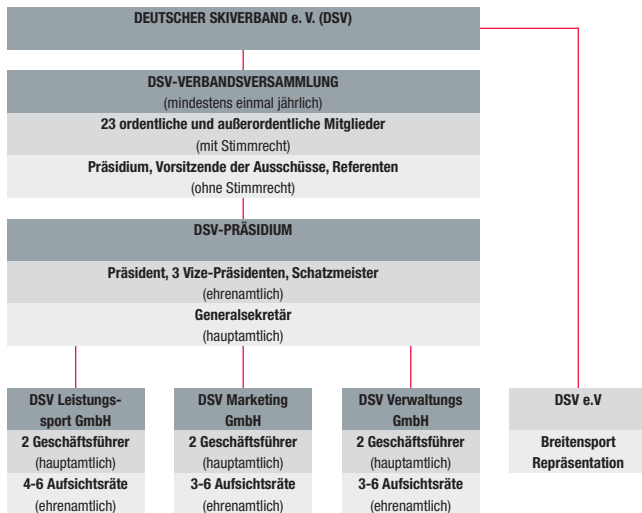 DEUTSCHER SKIVERBAND e. V. (DSV)
DSV-VERBANDSVERSAMMLUNG
(mindestens einmal jährlich)
23 ordentliche und außerordentliche Mitglieder
(mit Stimmrecht)
Präsidium, Vorsitzende der Ausschüsse, Referenten
(ohne Stimmrecht)
DSV-PRÄSIDIUM
Präsident, 3 Vize-Präsidenten, Schatzmeister
(ehrenamtlich)
Generalsekretär
(hauptamtlich)
DSV Leistungs-
sport GmbH
2 Geschäftsführer
(hauptamtlich)
4-6 Aufsichtsräte
(ehrenamtlich)
DSV Marketing
GmbH
2 Geschäftsführer
(hauptamtlich)
3-6 Aufsichtsräte
(ehrenamtlich)
DSV Verwaltungs
GmbH
2 Geschäftsführer
(hauptamtlich)
3-6 Aufsichtsräte
(ehrenamtlich)
DSV e.V
Breitensport
Repräsentation